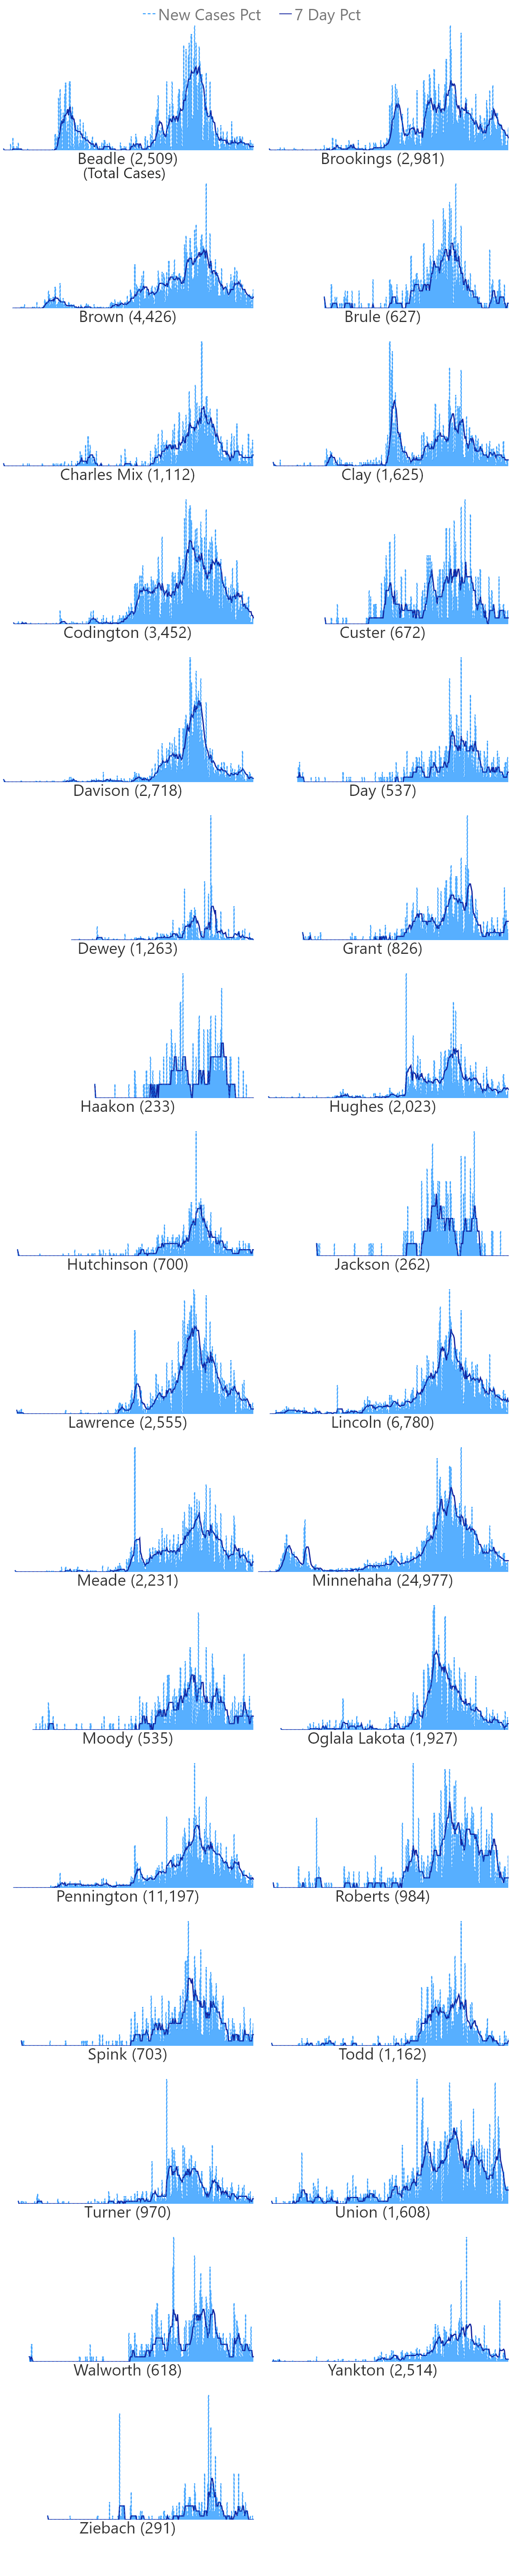 New Cases Pct 7 Day Pct
Beadle (2,509) Brookings (2,981)
(Total Cases)
Brown (4,426) Brule (627)
Charles Mix (1,112) Clay (1,625)
Codington (3,452) Custer (672)
Davison (2,718) Day (537)
Dewey (1,263) Grant (826)
Haakon (233) Hughes (2,023)
Hutchinson (700) Jackson (262)
Lawrence (2,555) Lincoln (6,780)
Meade (2,231) Minnehaha (24,977)
Moody (535) Oglala Lakota (1,927)
Pennington (11,197) Roberts (984)
Spink (703) Todd (1,162)
Turner (970) Union (1,608)
Walworth (618) Yankton (2,514)
Ziebach (291)